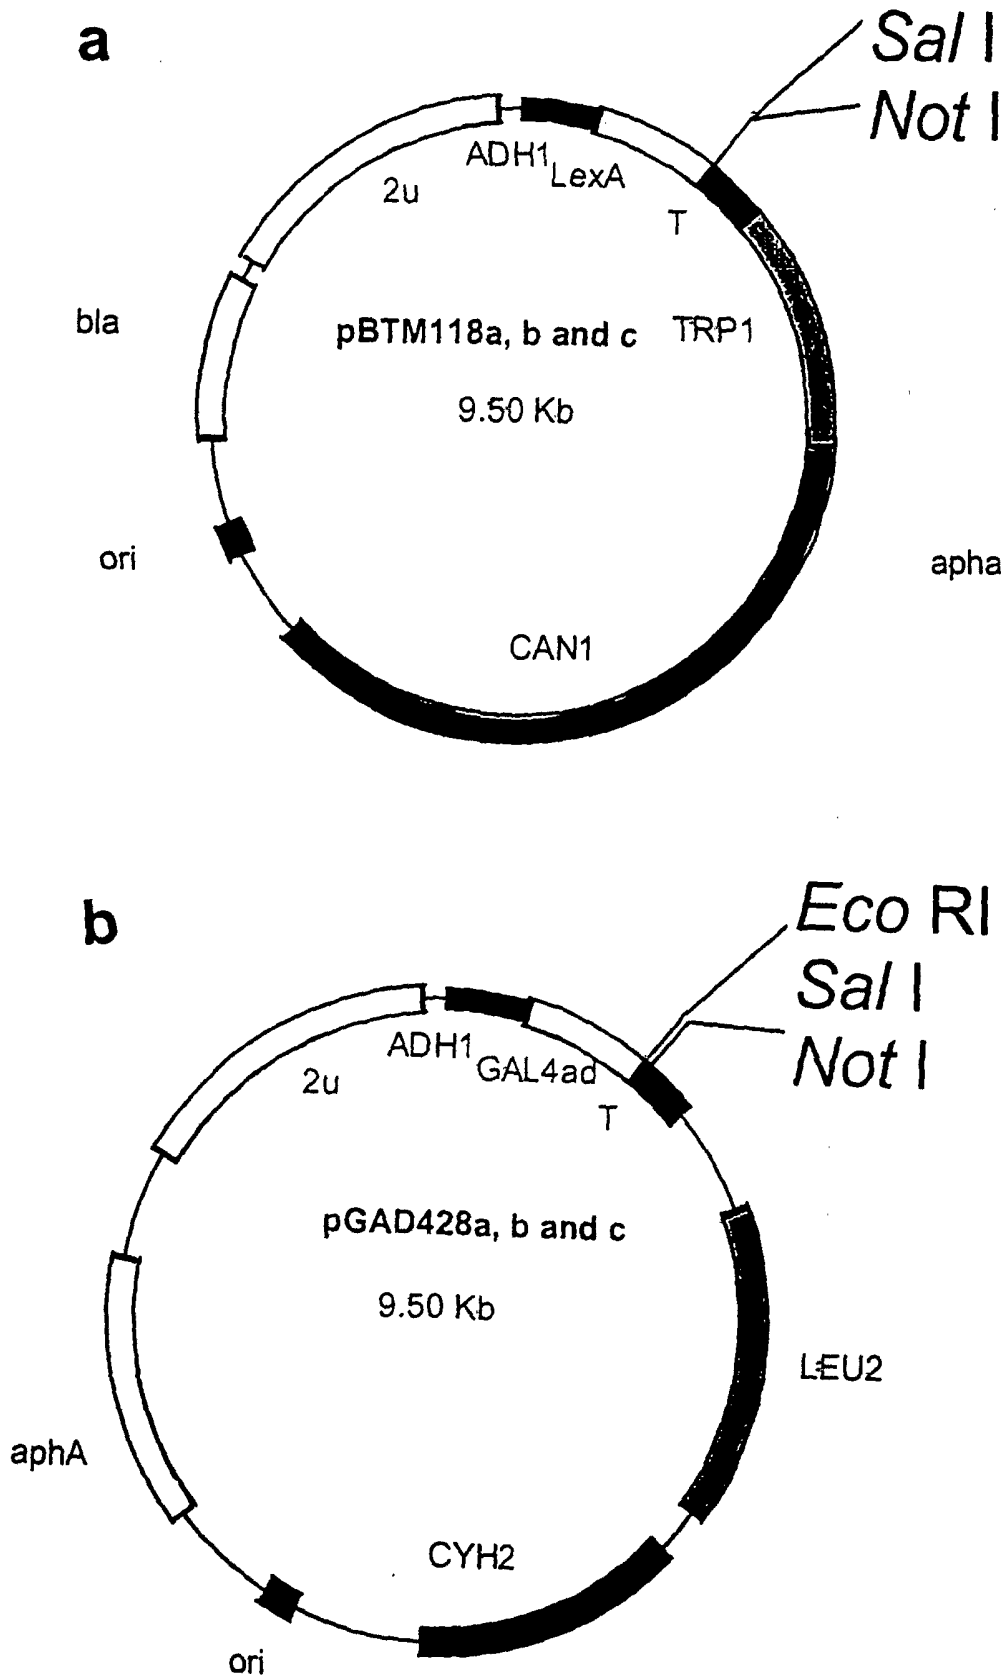 a
Sal I
Not I
ADH1
LexA
2u
T
bla
pBTM118a, b and c
TRP1
9.50 Kb
ori
apha
CAN1
b
Eco RI
Sal I
Not I
ADH1
GAL4ad
2u
T
pGAD428a, b and c
9.50 Kb
LEU2
aphA
CYH2
ori